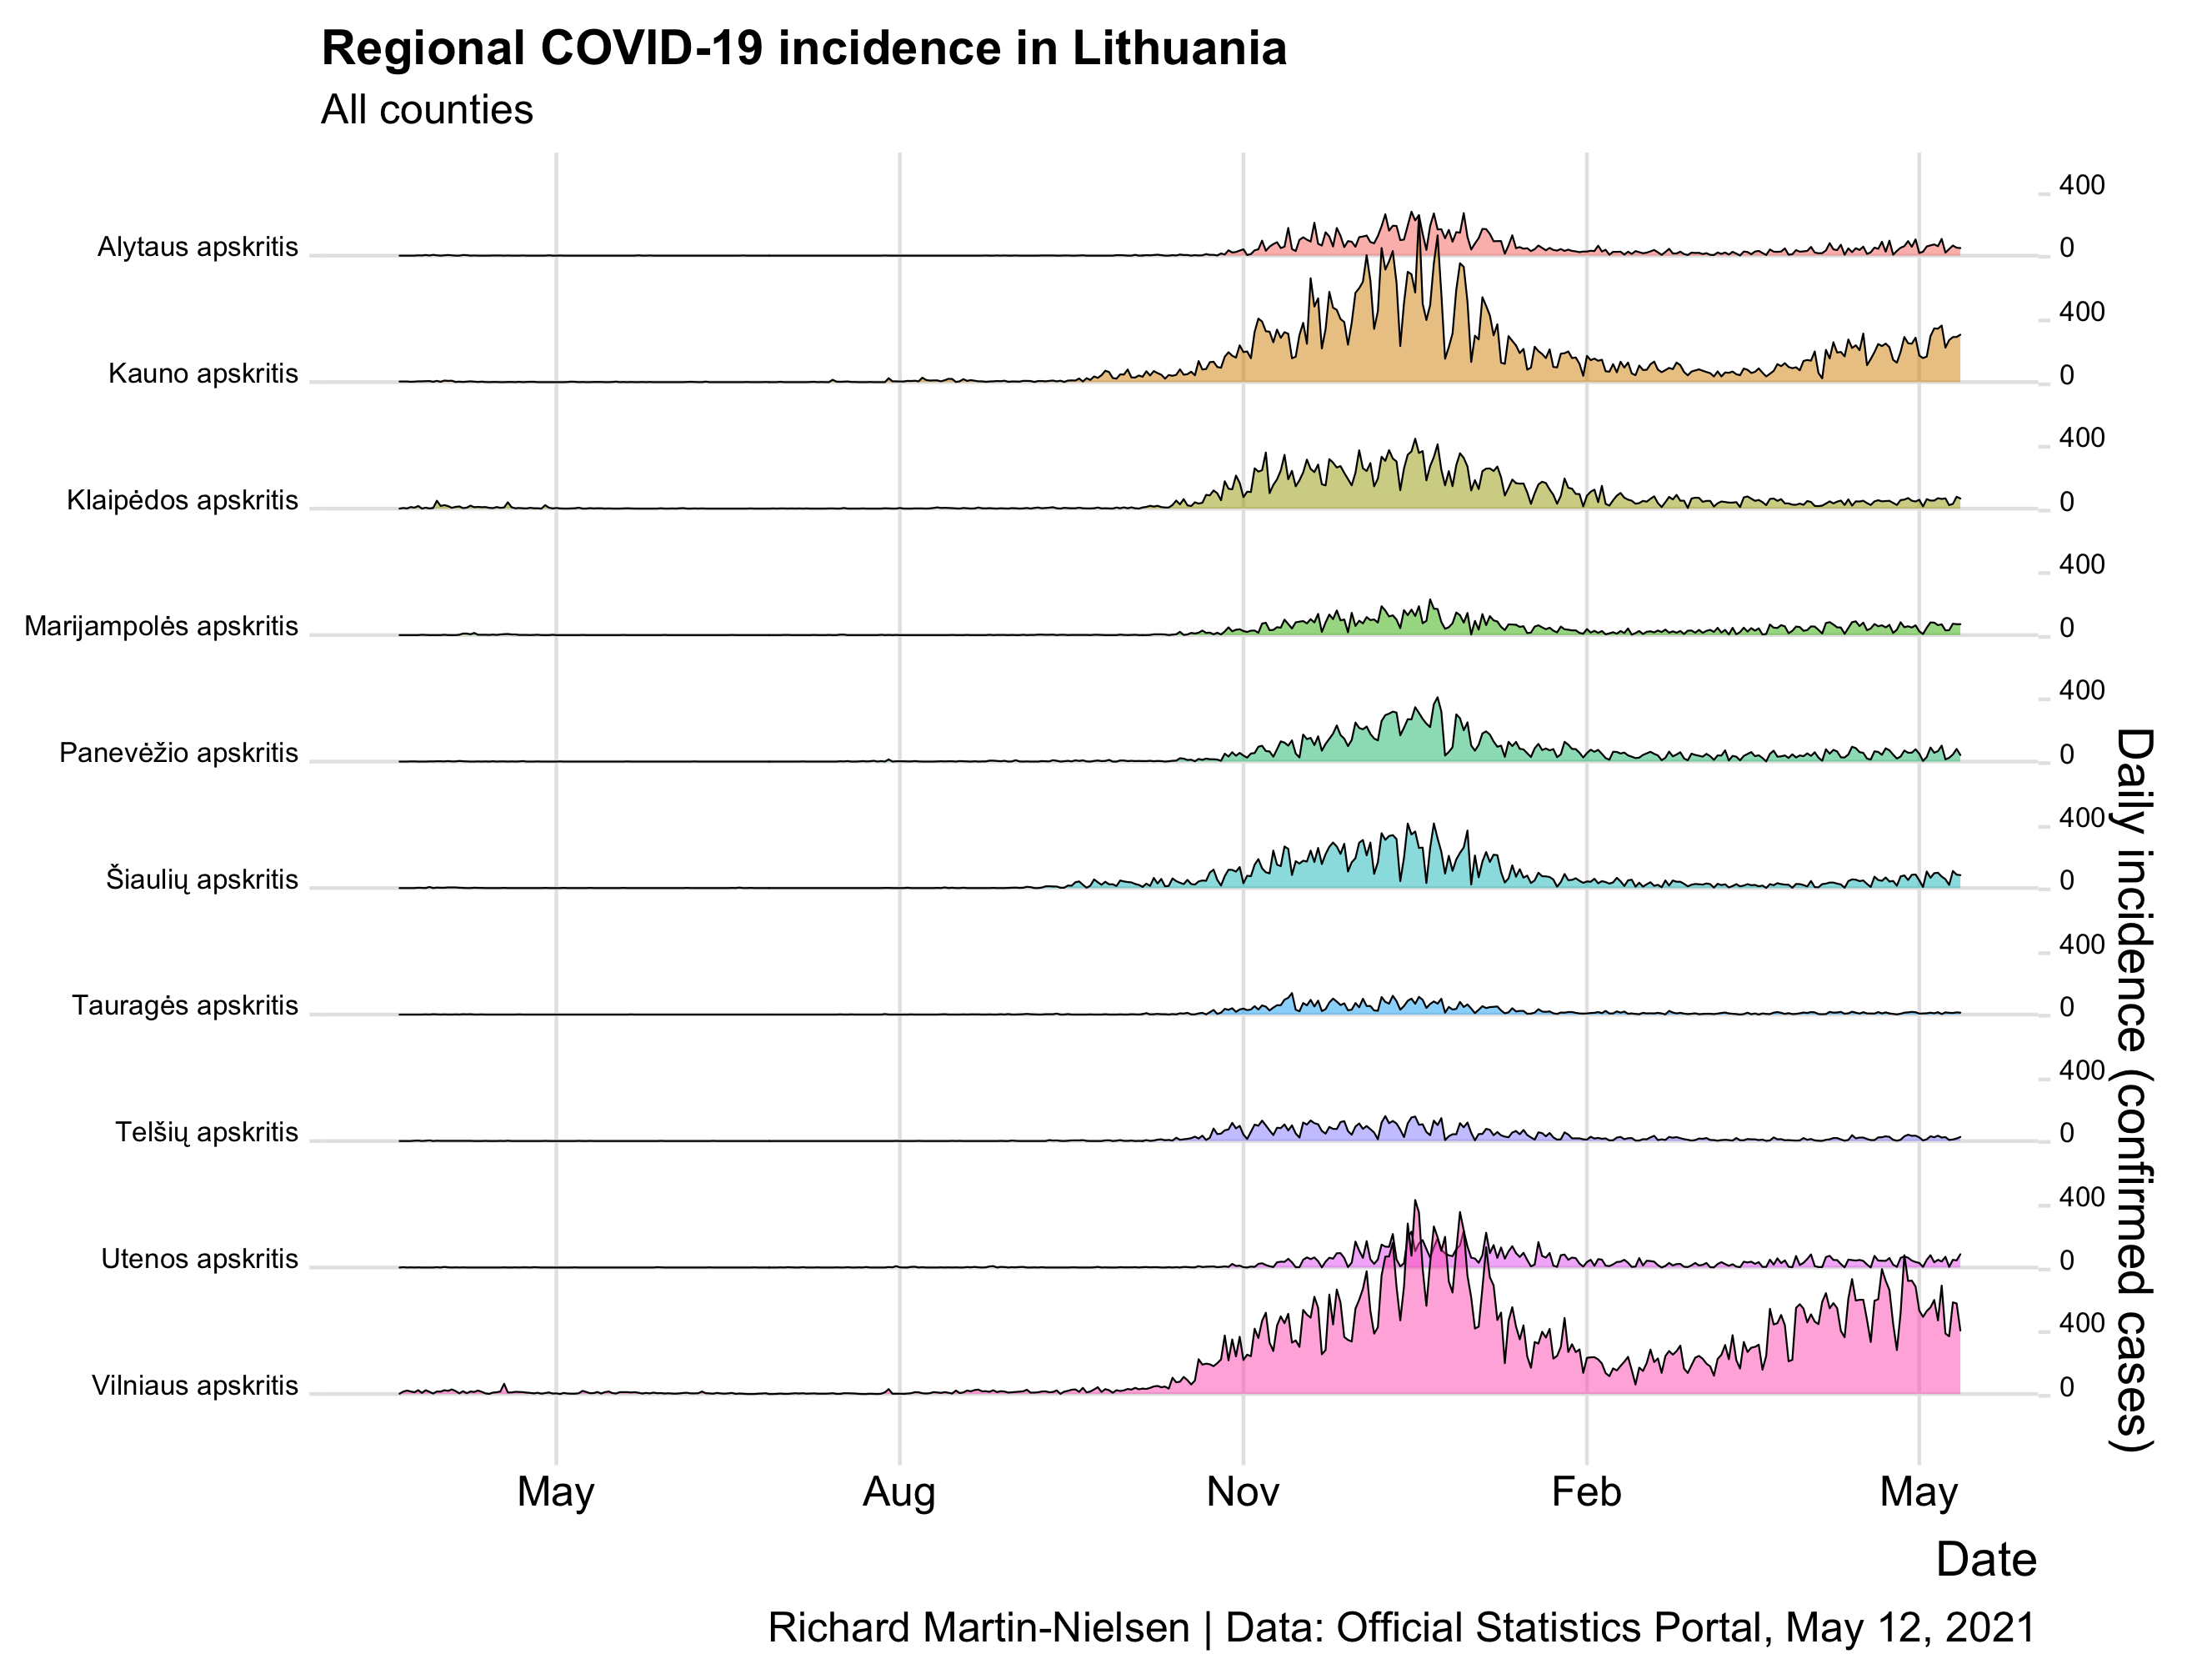 Regional COVID-19 incidence in Lithuania
All counties
Alytaus apskritis
400
0
Kauno apskritis
400
0
Klaipėdos apskritis
400
0
Marijampolės apskritis
400
0
Panevėžio apskritis
400
0
Šiaulių apskritis
400
0
Tauragės apskritis
400
0
Telšių apskritis
400
0
Utenos apskritis
400
0
Vilniaus apskritis
400
0
Daily incidence (confirmed cases)
May
Aug
Nov
Feb
May
Date
Richard Martin-Nielsen | Data: Official Statistics Portal, May 12, 2021